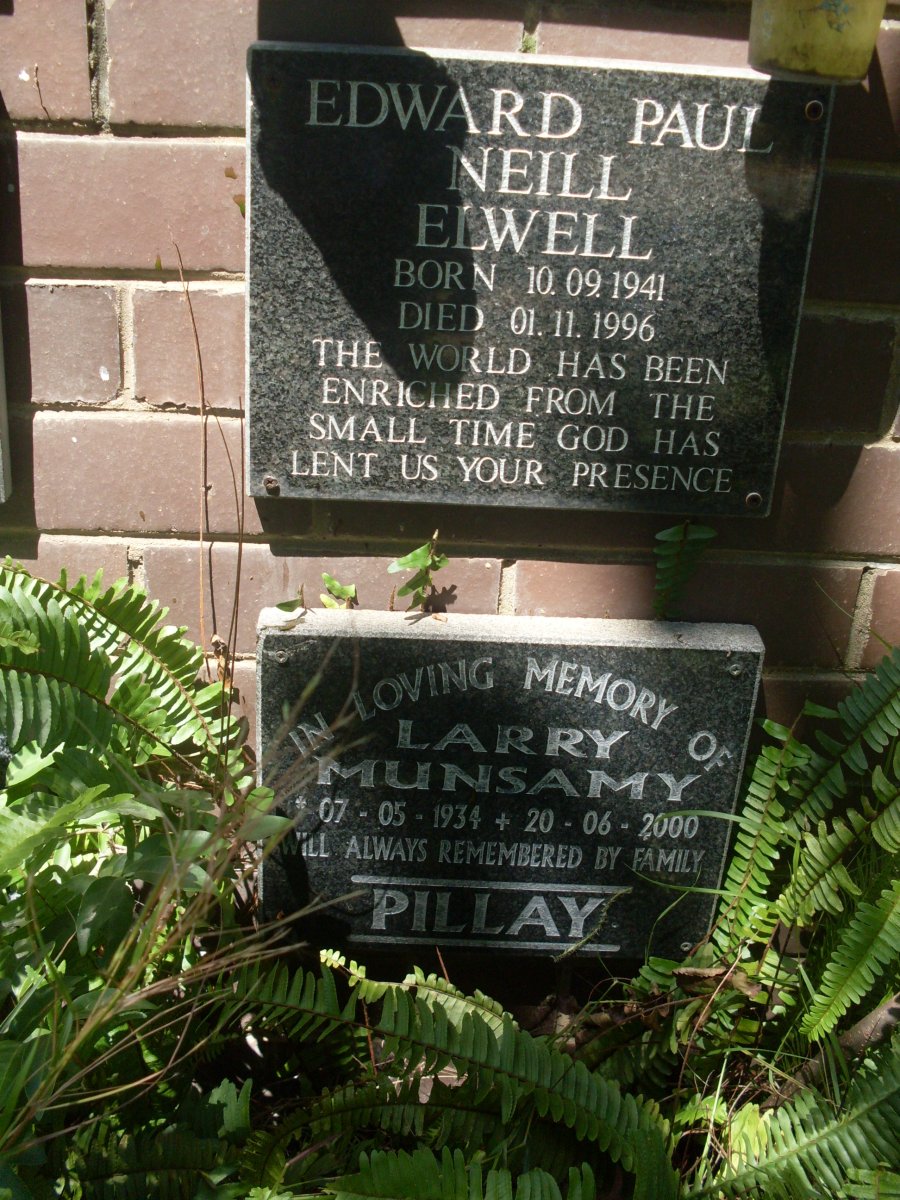 EDWARD PAUL
NEILL
ELWELL
BORN 10.09.1941
DIED 01.11.1996
THE WORLD HAS BEEN
ENRICHED FROM THE
SMALL TIME GOD HAS
LENT US YOUR PRESENCE
IN LOVING MEMORY OF
LARRY
MUNSAMY
* 07-05-1934 + 20-06-2000
WILL ALWAYS REMEMBERED BY FAMILY
PILLAY